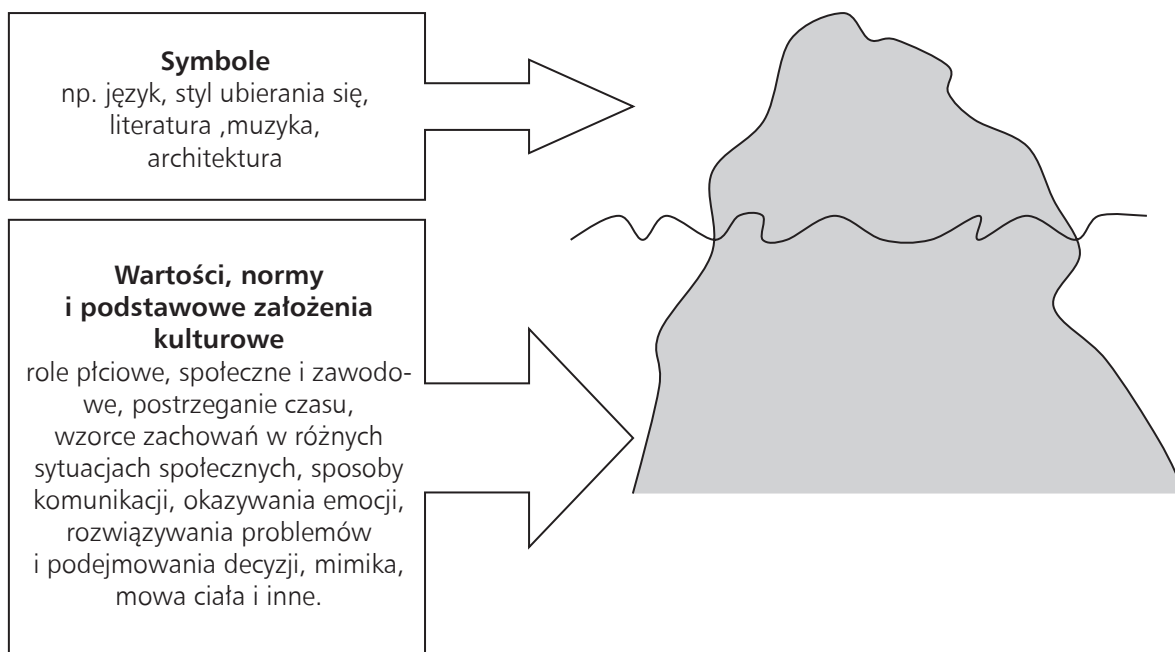 Symbole
np. język, styl ubierania się,
literatura ,muzyka,
architektura
Wartości, normy
i podstawowe założenia
kulturowe
role płciowe, społeczne i zawodo-
we, postrzeganie czasu,
wzorce zachowań w różnych
sytuacjach społecznych, sposoby
komunikacji, okazywania emocji,
rozwiązywania problemów
i podejmowania decyzji, mimika,
mowa ciała i inne.